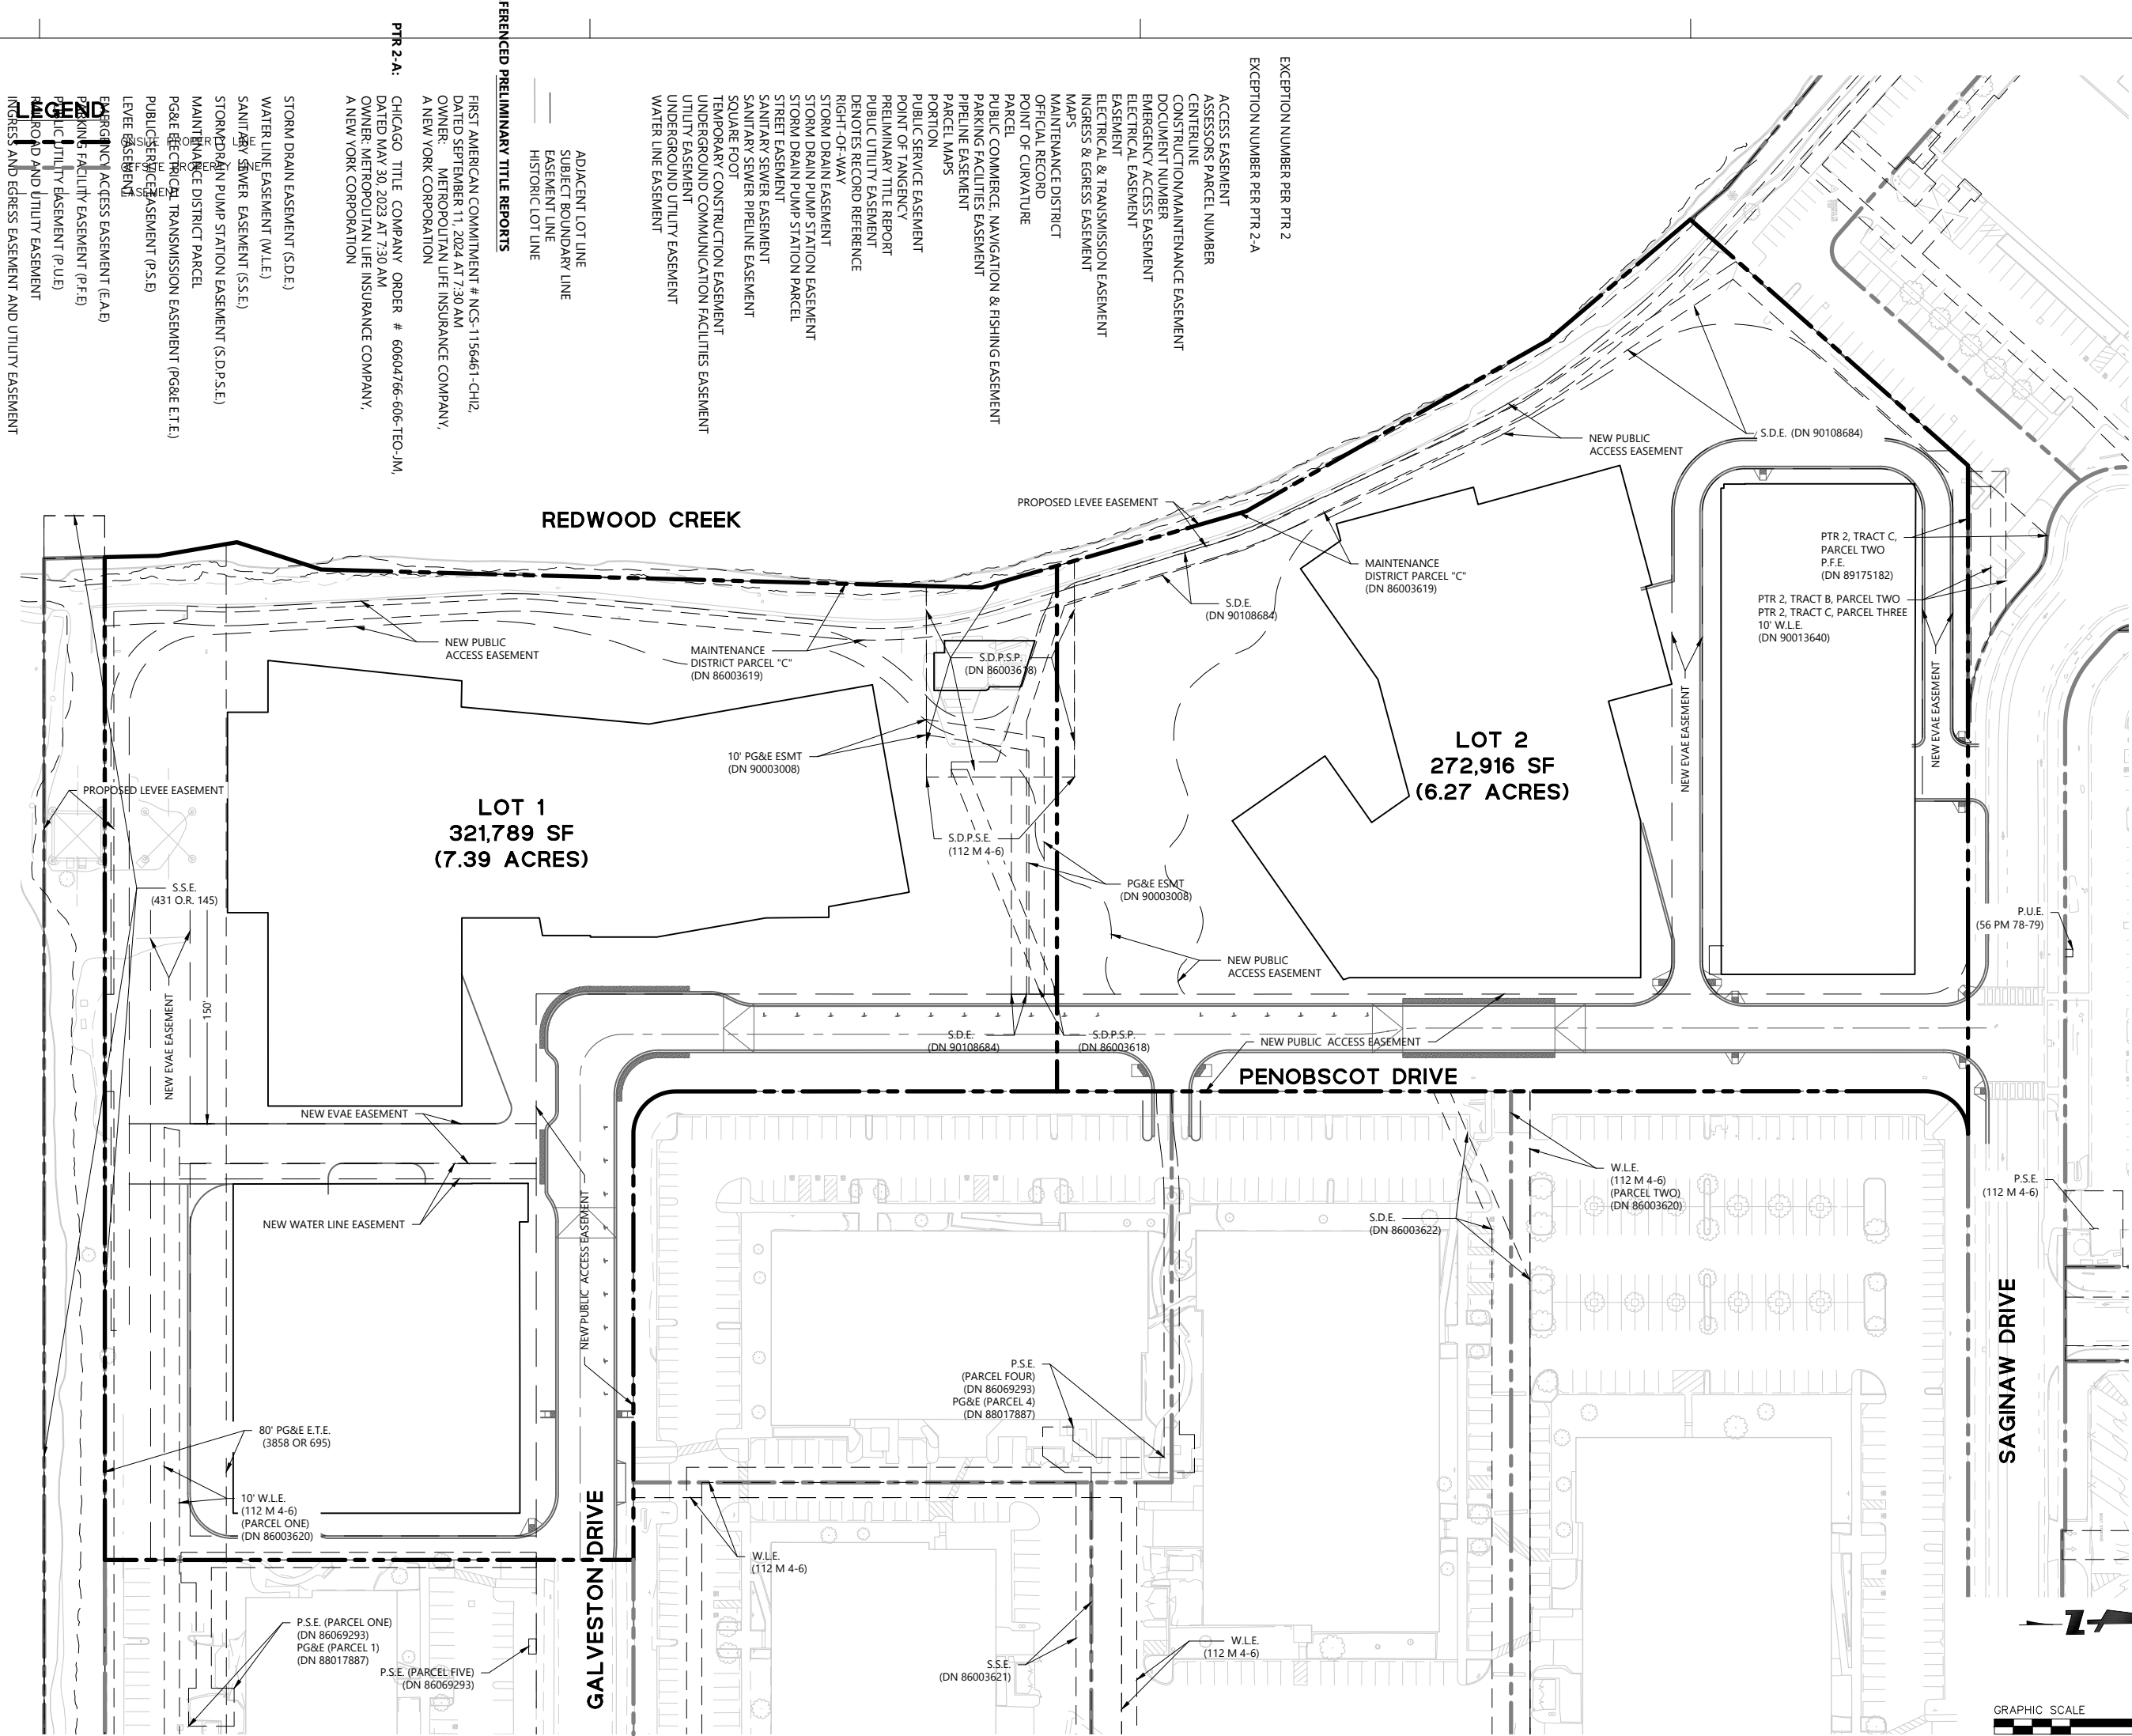 FERENCED PRELIMINARY TITLE REPORTS
FIRST AMERICAN COMMITMENT # NCS-1156461-CHI2,
DATED SEPTEMBER 11, 2024 AT 7:30 AM
OWNER: METROPOLITAN LIFE INSURANCE COMPANY,
A NEW YORK CORPORATION
PTR 2-A:
CHICAGO TITLE COMPANY ORDER # 60604766-606-TEO-JM,
DATED MAY 30, 2023 AT 7:30 AM
OWNER: METROPOLITAN LIFE INSURANCE COMPANY,
A NEW YORK CORPORATION
LEGEND
ONSITE PROPERTY LINE
OFFSITE PROPERTY LINE
EASEMENT
STORM DRAIN EASEMENT (S.D.E.)
WATER LINE EASEMENT (W.L.E.)
SANITARY SEWER EASEMENT (S.S.E.)
STORM DRAIN PUMP STATION EASEMENT (S.D.P.S.E.)
MAINTENANCE DISTRICT PARCEL
PG&E ELECTRICAL TRANSMISSION EASEMENT (PG&E E.T.E.)
PUBLIC SERVICE EASEMENT (P.S.E)
LEVEE EASEMENT
EMERGENCY ACCESS EASEMENT (E.A.E)
PARKING FACILITY EASEMENT (P.F.E)
PUBLIC UTILITY EASEMENT (P.U.E)
RAILROAD AND UTILITY EASEMENT
INGRESS AND EGRESS EASEMENT AND UTILITY EASEMENT
EXCEPTION NUMBER PER PTR 2
EXCEPTION NUMBER PER PTR 2-A
ACCESS EASEMENT
ASSESSORS PARCEL NUMBER
CENTERLINE
CONSTRUCTION/MAINTENANCE EASEMENT
DOCUMENT NUMBER
EMERGENCY ACCESS EASEMENT
ELECTRICAL EASEMENT
EASEMENT
ELECTRICAL & TRANSMISSION EASEMENT
INGRESS & EGRESS EASEMENT
MAPS
MAINTENANCE DISTRICT
OFFICIAL RECORD
POINT OF CURVATURE
PARCEL
PUBLIC COMMERCE, NAVIGATION & FISHING EASEMENT
PARKING FACILITIES EASEMENT
PIPELINE EASEMENT
PARCEL MAPS
PORTION
PUBLIC SERVICE EASEMENT
POINT OF TANGENCY
PRELIMINARY TITLE REPORT
PUBLIC UTILITY EASEMENT
DENOTES RECORD REFERENCE
RIGHT-OF-WAY
STORM DRAIN EASEMENT
STORM DRAIN PUMP STATION EASEMENT
STORM DRAIN PUMP STATION PARCEL
STREET EASEMENT
SANITARY SEWER EASEMENT
SANITARY SEWER PIPELINE EASEMENT
SQUARE FOOT
TEMPORARY CONSTRUCTION EASEMENT
UNDERGROUND COMMUNICATION FACILITIES EASEMENT
UTILITY EASEMENT
UNDERGROUND UTILITY EASEMENT
WATER LINE EASEMENT
ADJACENT LOT LINE
SUBJECT BOUNDARY LINE
EASEMENT LINE
HISTORIC LOT LINE
REDWOOD CREEK
NEW PUBLIC
ACCESS EASEMENT
S.D.E. (DN 90108684)
PROPOSED LEVEE EASEMENT
PTR 2, TRACT C,
PARCEL TWO
P.F.E.
(DN 89175182)
MAINTENANCE
DISTRICT PARCEL "C"
(DN 86003619)
PTR 2, TRACT B, PARCEL TWO
PTR 2, TRACT C, PARCEL THREE
10' W.L.E.
(DN 90013640)
S.D.E.
(DN 90108684)
NEW PUBLIC
ACCESS EASEMENT
MAINTENANCE
DISTRICT PARCEL "C"
(DN 86003619)
S.D.P.S.P.
(DN 86003618)
NEW EVAE EASEMENT
NEW EVAE EASEMENT
10' PG&E ESMT
(DN 90003008)
LOT 2
272,916 SF
(6.27 ACRES)
PROPOSED LEVEE EASEMENT
LOT 1
321,789 SF
(7.39 ACRES)
S.D.P.S.E.
(112 M 4-6)
S.S.E.
(431 O.R. 145)
PG&E ESMT
(DN 90003008)
P.U.E.
(56 PM 78-79)
NEW PUBLIC
ACCESS EASEMENT
NEW EVAE EASEMENT
150'
S.D.E.
(DN 90108684)
S.D.P.S.P.
(DN 86003618)
NEW PUBLIC ACCESS EASEMENT
PENOBSCOT DRIVE
NEW EVAE EASEMENT
W.L.E.
(112 M 4-6)
(PARCEL TWO)
(DN 86003620)
P.S.E.
(112 M 4-6)
NEW WATER LINE EASEMENT
S.D.E.
(DN 86003622)
NEW PUBLIC ACCESS EASEMENT
P.S.E.
(PARCEL FOUR)
(DN 86069293)
PG&E (PARCEL 4)
(DN 88017887)
SAGINAW DRIVE
80' PG&E E.T.E.
(3858 OR 695)
10' W.L.E.
(112 M 4-6)
(PARCEL ONE)
(DN 86003620)
GALVESTON DRIVE
W.L.E.
(112 M 4-6)
P.S.E. (PARCEL ONE)
(DN 86069293)
PG&E (PARCEL 1)
(DN 88017887)
P.S.E. (PARCEL FIVE)
(DN 86069293)
S.S.E.
(DN 86003621)
W.L.E.
(112 M 4-6)
GRAPHIC SCALE